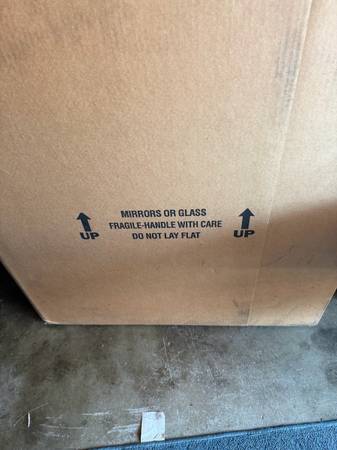 MIRRORS OR GLASS
FRAGILE-HANDLE WITH CARE
DO NOT LAY FLAT
UP
UP